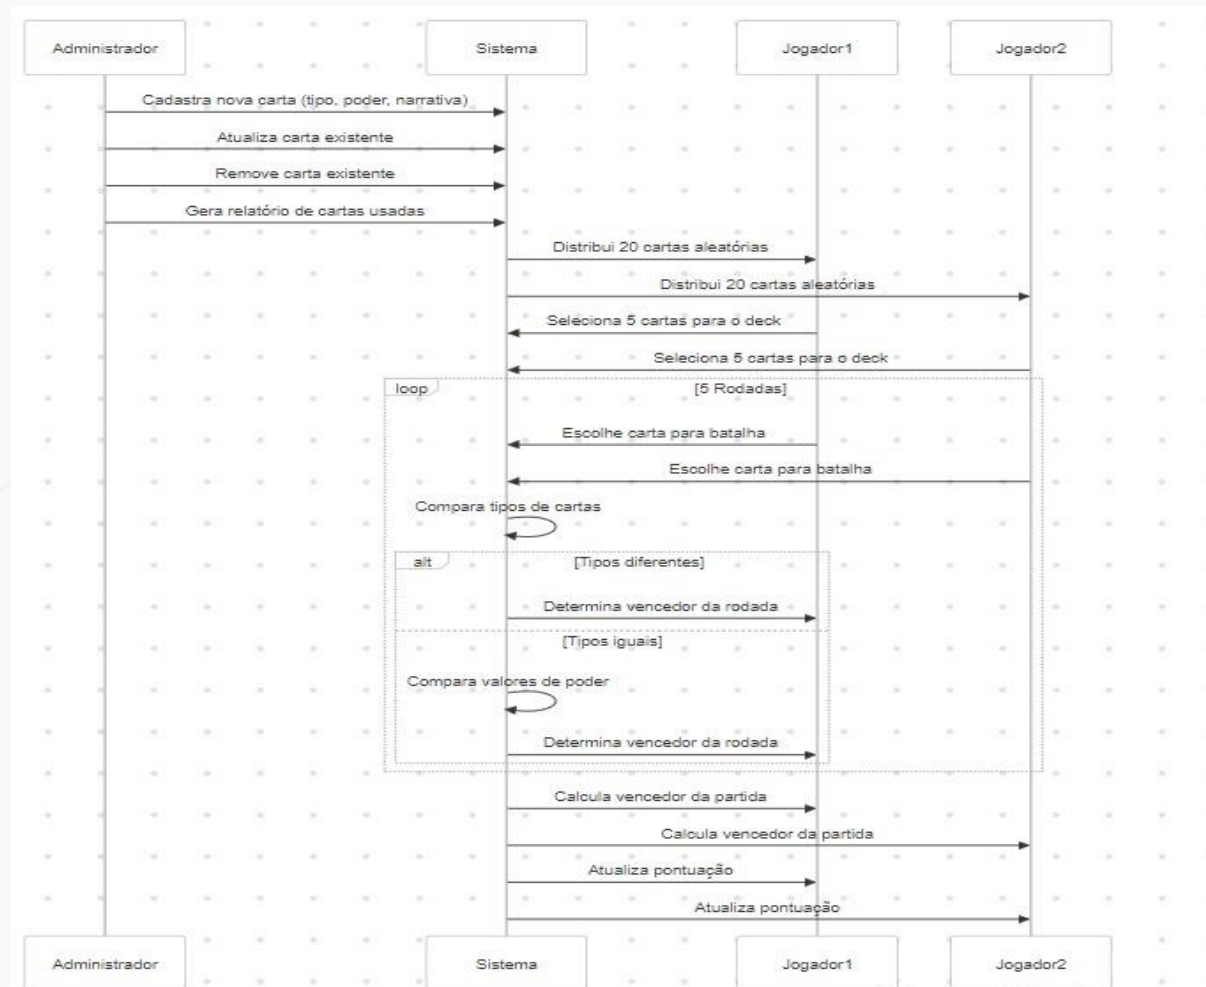 Administrador Sistema Jogador1 Jogador2
Cadastra nova carta (tipo, poder, narrativa)
Atualiza carta existente
Remove carta existente
Gera relatório de cartas usadas
Distribui 20 cartas aleatórias
Distribui 20 cartas aleatórias
Seleciona 5 cartas para o deck
Seleciona 5 cartas para o deck
loop [5 Rodadas]
Escolhe carta para batalha
Escolhe carta para batalha
Compara tipos de cartas
alt [Tipos diferentes]
Determina vencedor da rodada
[Tipos iguais]
Compara valores de poder
Determina vencedor da rodada
Calcula vencedor da partida
Calcula vencedor da partida
Atualiza pontuação
Atualiza pontuação
Administrador Sistema Jogador1 Jogador2